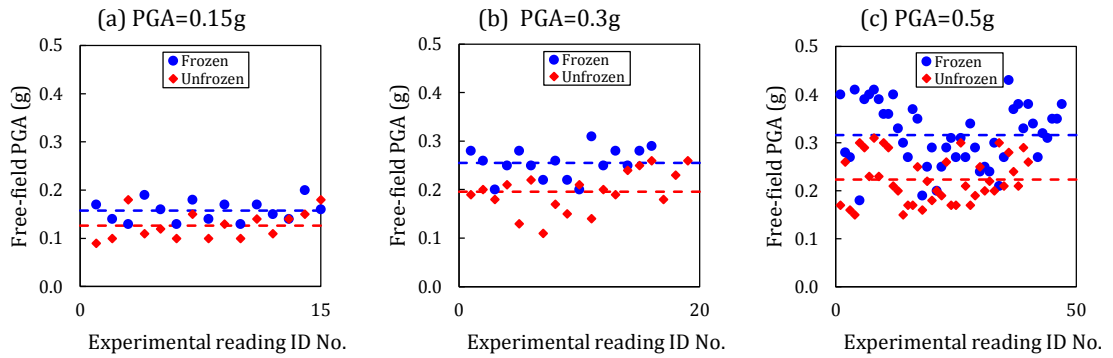 (a) PGA=0.15g
Free-field PGA (g)
0.5
0.4
0.3
0.2
0.1
0.0
Frozen
Unfrozen
0
15
Experimental reading ID No.
(b) PGA=0.3g
Free-field PGA (g)
0.5
0.4
0.3
0.2
0.1
0.0
Frozen
Unfrozen
0
20
Experimental reading ID No.
(c) PGA=0.5g
Free-field PGA (g)
0.5
0.4
0.3
0.2
0.1
0.0
Frozen
Unfrozen
0
50
Experimental reading ID No.